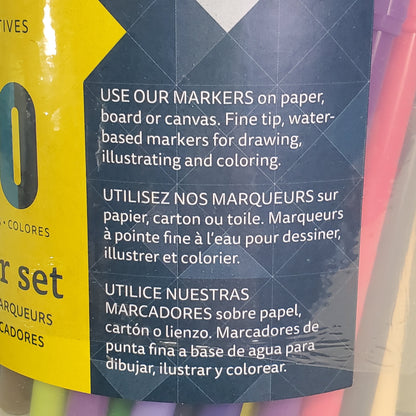 TIVES
0
• COLORES
r set
ARQUEURS
CADORES
USE OUR MARKERS on paper,
board or canvas. Fine tip, water-
based markers for drawing,
illustrating and coloring.
UTILISEZ NOS MARQUEURS sur
papier, carton ou toile. Marqueurs
à pointe fine à l'eau pour dessiner,
illustrer et colorier.
UTILICE NUESTRAS
MARCADORES sobre papel,
cartón o lienzo. Marcadores de
punta fina a base de agua para
dibujar, ilustrar y colorear.